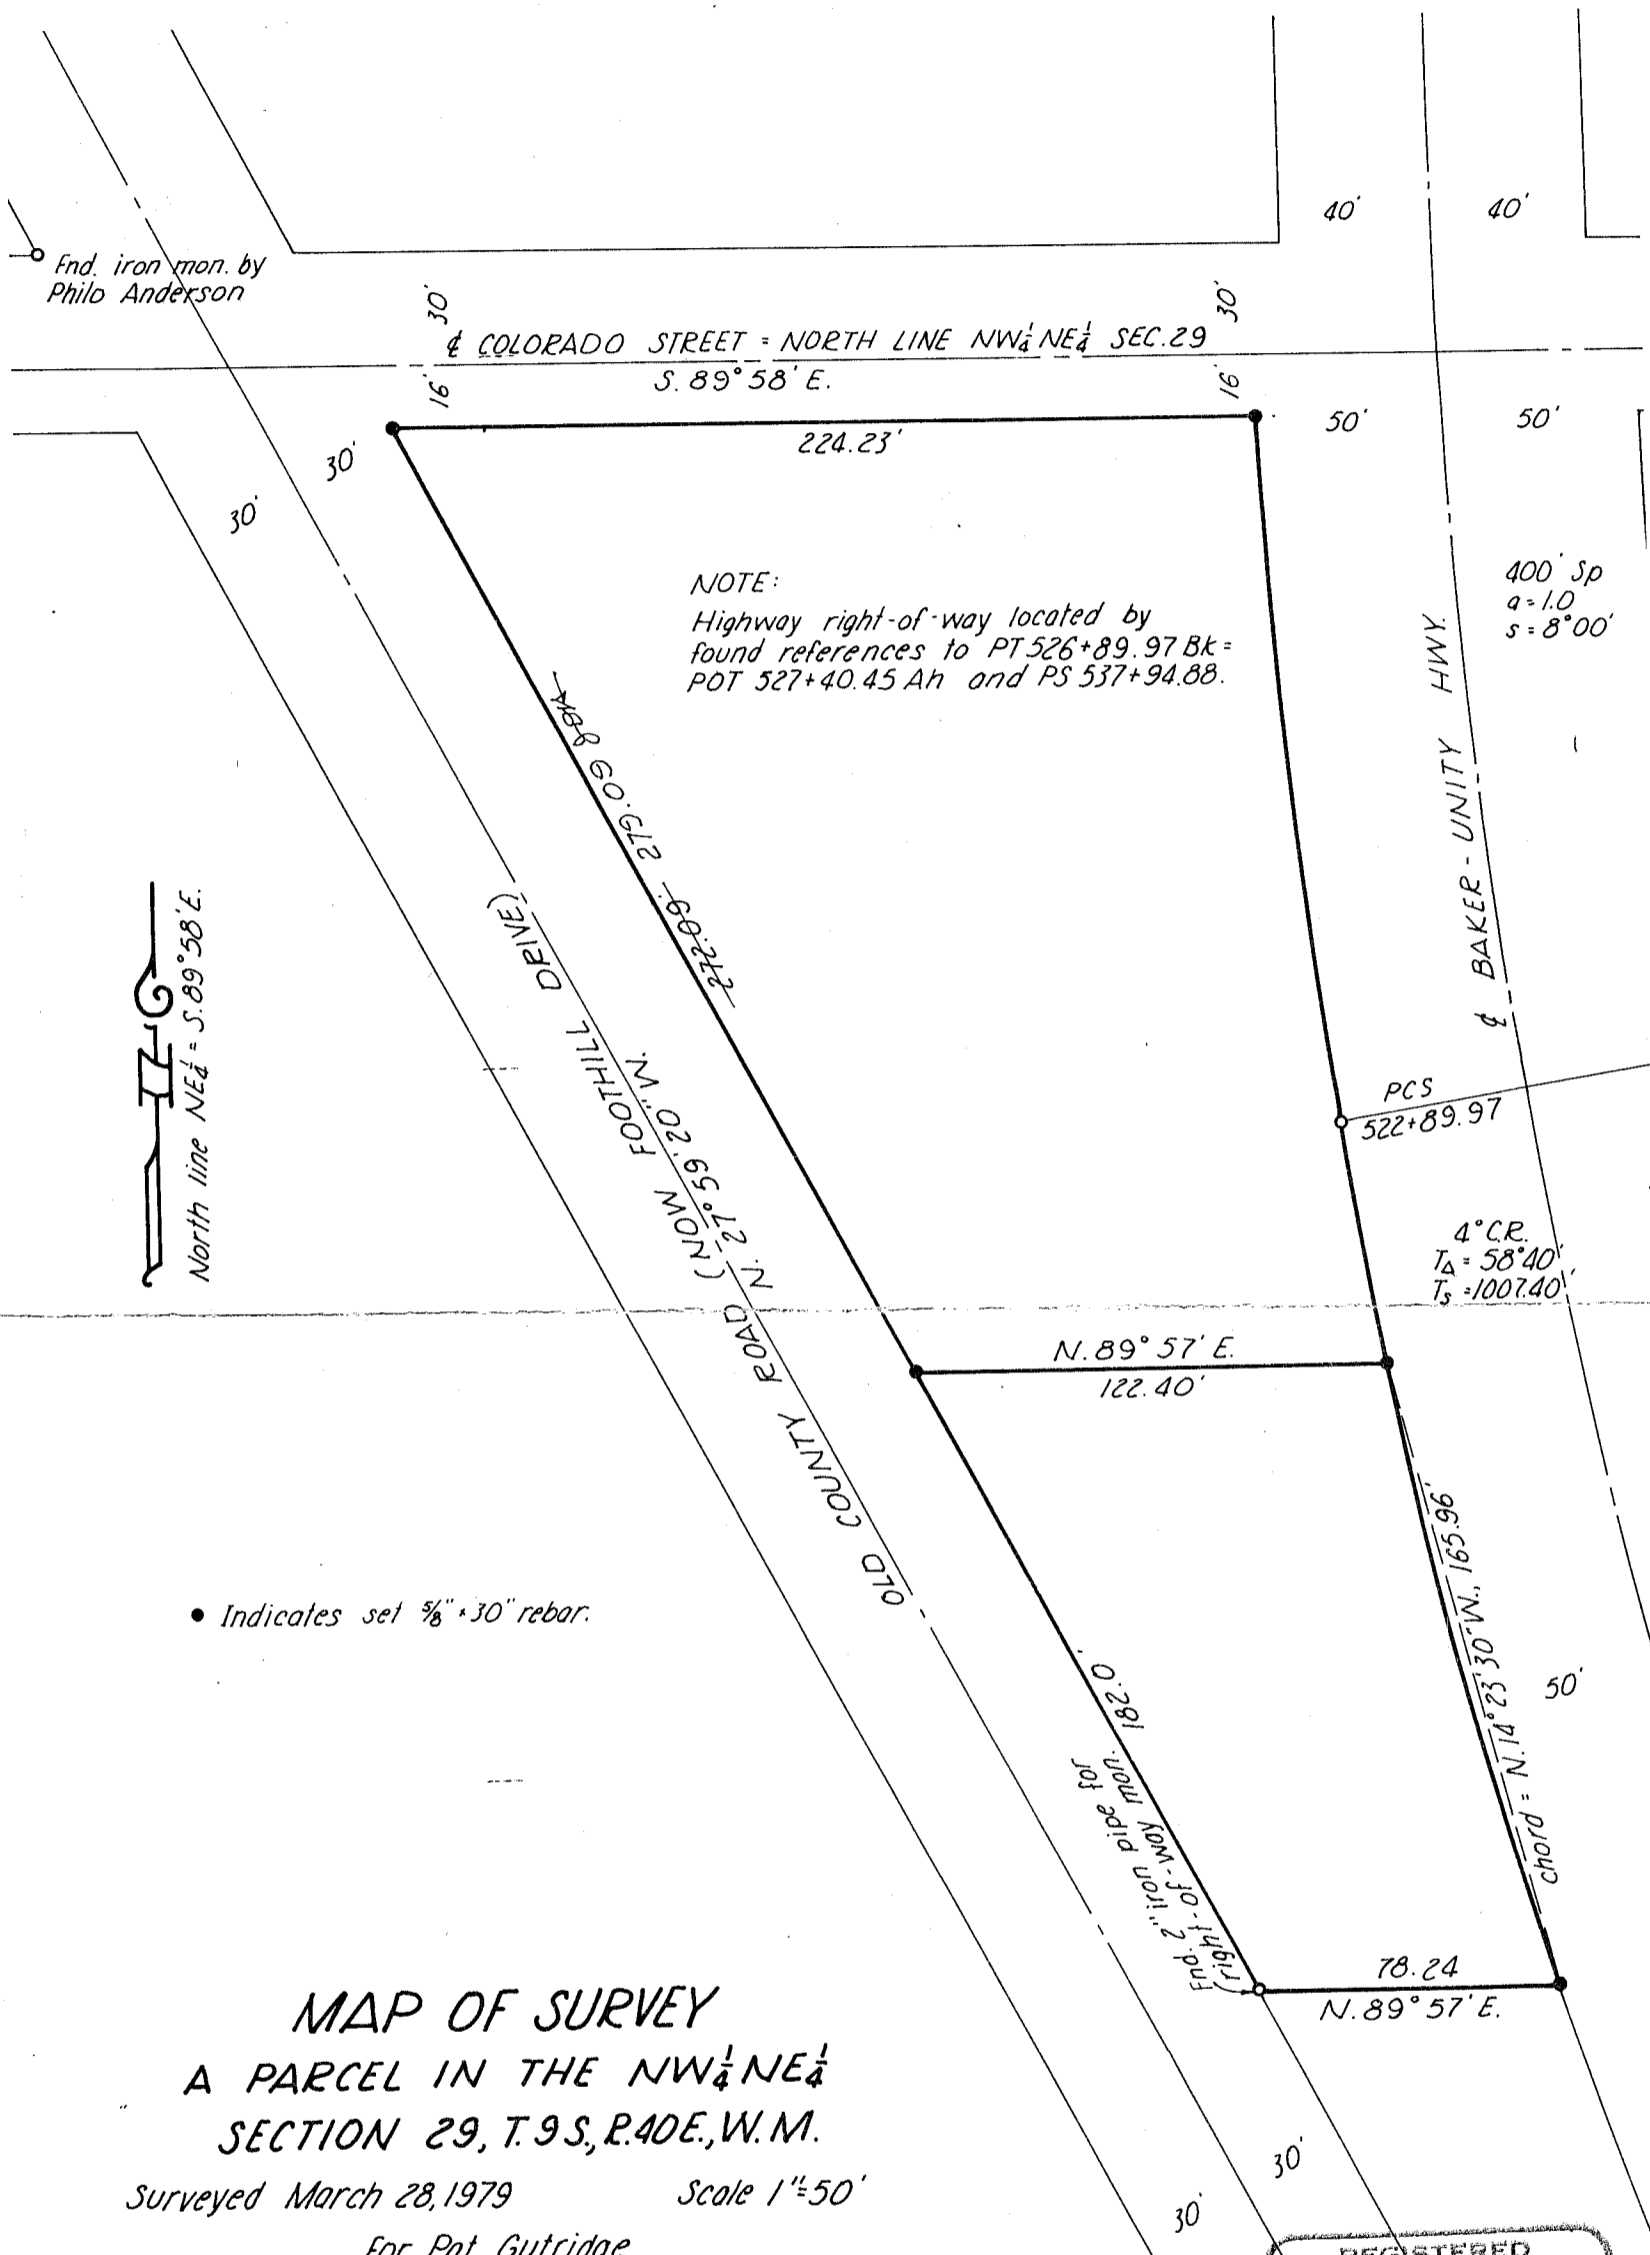 40'
40'
Fnd. iron mon. by
Philo Anderson
30'
30'
℄ COLORADO STREET = NORTH LINE NW¼ NE¼ SEC. 29
S. 89° 58' E.
16'
16'
50'
50'
224.23'
30'
30'
NOTE:
Highway right-of-way located by
found references to PT 526+89.97 Bk =
POT 527+40.45 Ah and PS 537+94.88.
400' Sp
a = 1.0
s = 8°00'
℄ BAKER - UNITY HWY.
279.09
272.09'
North line NE¼ = S. 89° 58' E.
OLD COUNTY ROAD (NOW FOOTHILL DRIVE)
N. 27° 59' 20" W.
PCS
522+89.97
4° C.R.
T∆ = 58°40'
Ts = 1007.40'
N. 89° 57' E.
122.40'
● Indicates set 5/8" × 30" rebar.
chord = N. 14° 23' 30" W., 165.96'
50'
182.0'
Fnd. 2" iron pipe for
(right-of-way mon.
78.24
N. 89° 57' E.
MAP OF SURVEY
A PARCEL IN THE NW¼ NE¼
SECTION 29, T. 9 S., R. 40 E., W. M.
Surveyed March 28, 1979 Scale 1" = 50'
For Pat Gutridge
30'
30'
REGISTERED